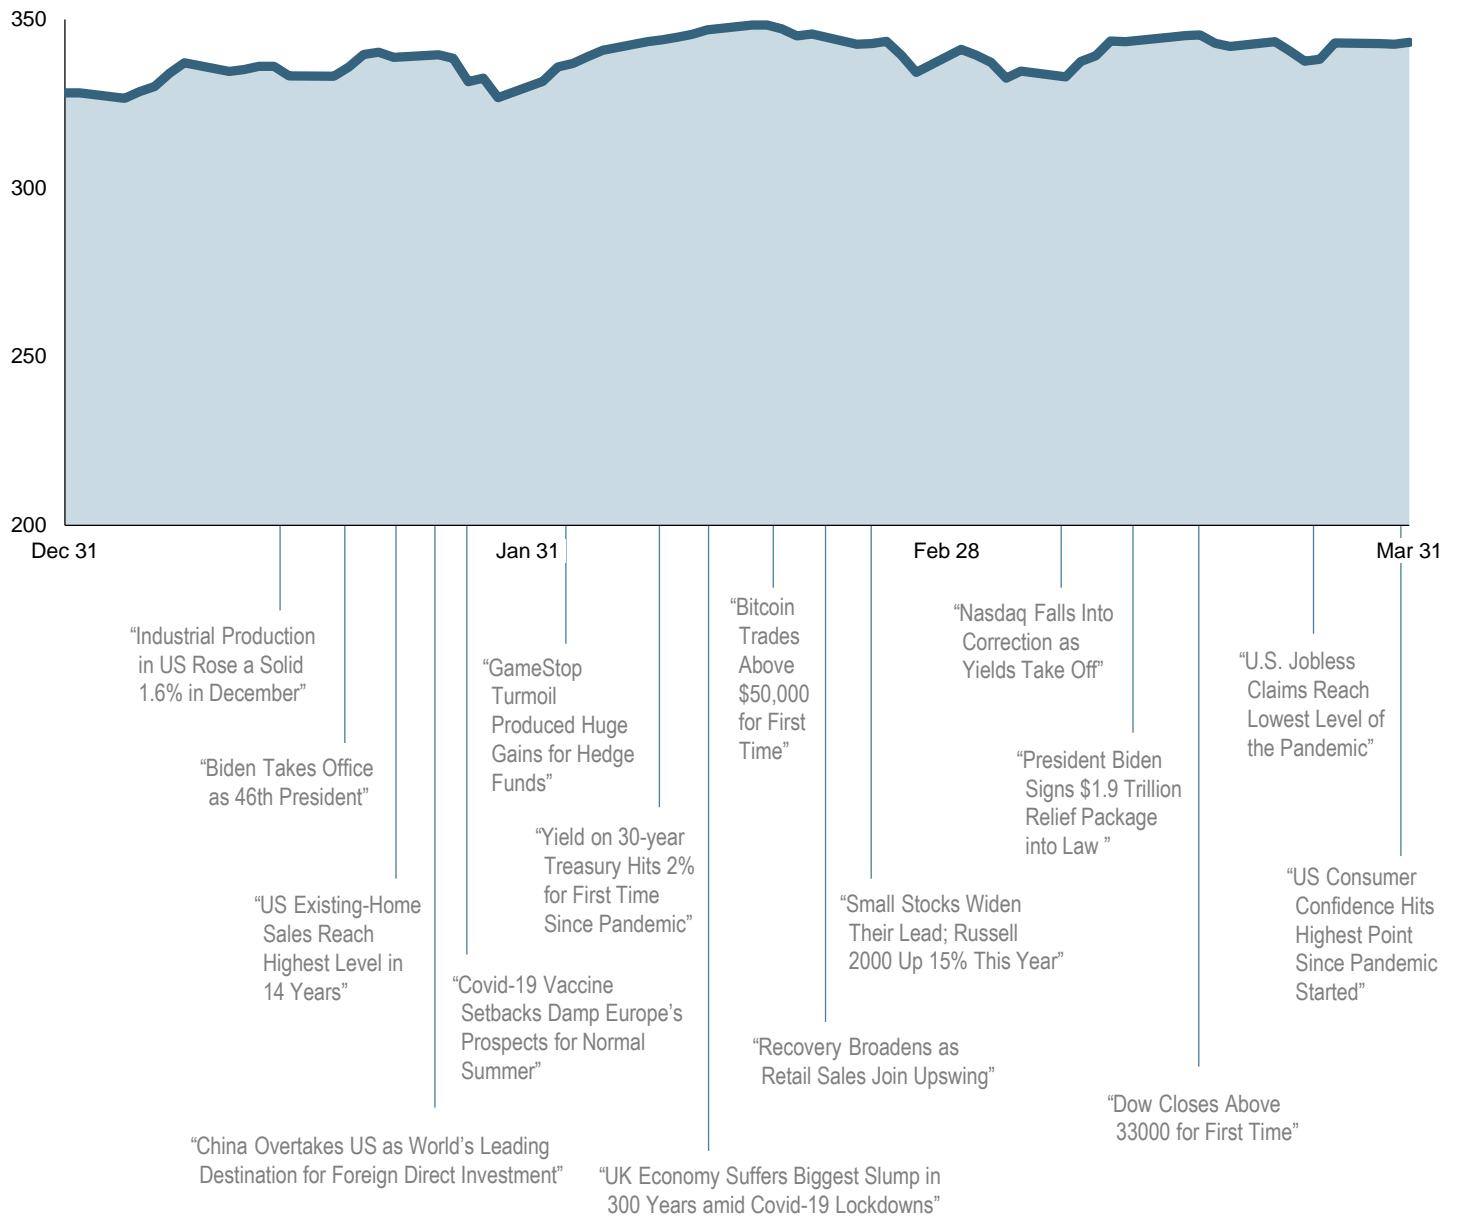 350
300
250
200
Dec 31
Jan 31
Feb 28
Mar 31
“Industrial Production
in US Rose a Solid
1.6% in December”
“Biden Takes Office
as 46th President”
“US Existing-Home
Sales Reach
Highest Level in
14 Years”
“China Overtakes US as World’s Leading
Destination for Foreign Direct Investment”
“Covid-19 Vaccine
Setbacks Damp Europe’s
Prospects for Normal
Summer”
“GameStop
Turmoil
Produced Huge
Gains for Hedge
Funds”
“Yield on 30-year
Treasury Hits 2%
for First Time
Since Pandemic”
“UK Economy Suffers Biggest Slump in
300 Years amid Covid-19 Lockdowns”
“Bitcoin
Trades
Above
$50,000
for First
Time”
“Recovery Broadens as
Retail Sales Join Upswing”
“Small Stocks Widen
Their Lead; Russell
2000 Up 15% This Year”
“Nasdaq Falls Into
Correction as
Yields Take Off”
“President Biden
Signs $1.9 Trillion
Relief Package
into Law ”
“Dow Closes Above
33000 for First Time”
“U.S. Jobless
Claims Reach
Lowest Level of
the Pandemic”
“US Consumer
Confidence Hits
Highest Point
Since Pandemic
Started”